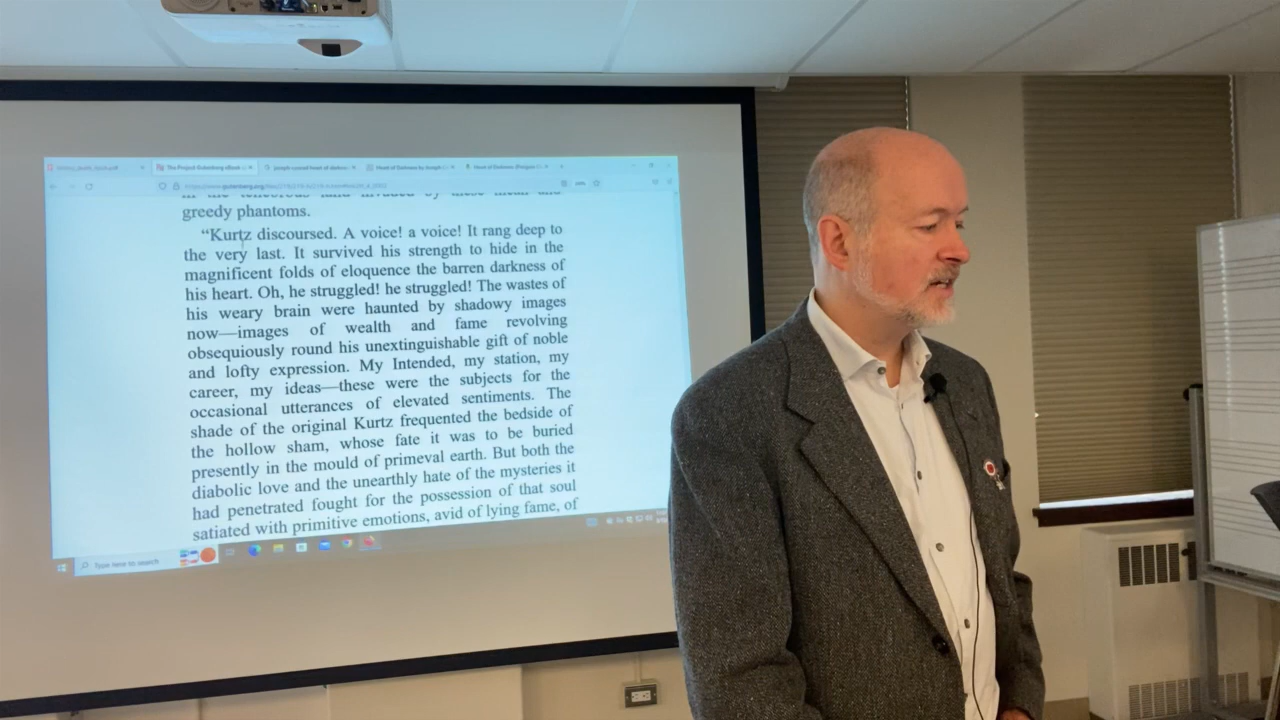 The Project Gutenberg eBook
greedy phantoms.
“Kurtz discoursed. A voice! a voice! It rang deep to
the very last. It survived his strength to hide in the
magnificent folds of eloquence the barren darkness of
his heart. Oh, he struggled! he struggled! The wastes of
his weary brain were haunted by shadowy images
now—images of wealth and fame revolving
obsequiously round his unextinguishable gift of noble
and lofty expression. My Intended, my station, my
career, my ideas—these were the subjects for the
occasional utterances of elevated sentiments. The
shade of the original Kurtz frequented the bedside of
the hollow sham, whose fate it was to be buried
presently in the mould of primeval earth. But both the
diabolic love and the unearthly hate of the mysteries it
had penetrated fought for the possession of that soul
satiated with primitive emotions, avid of lying fame, of
Type here to search